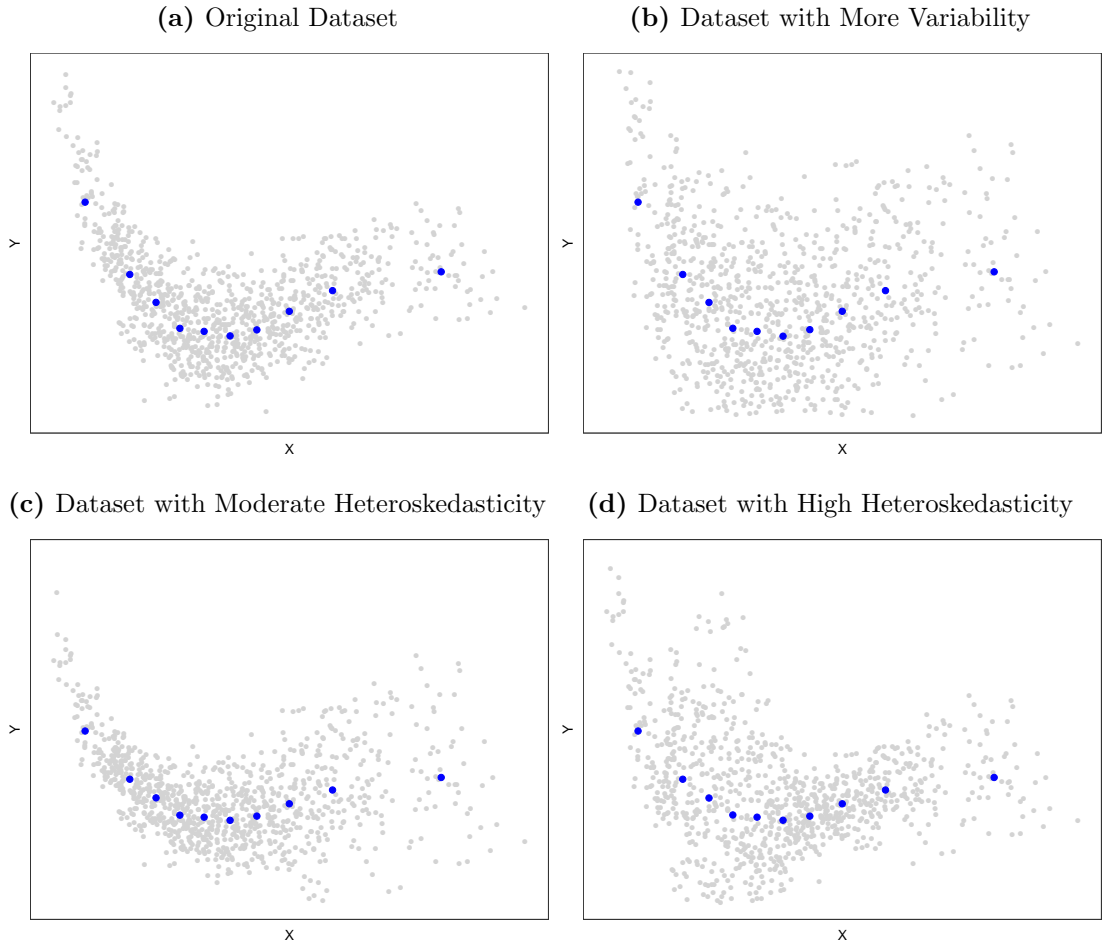 (a) Original Dataset
(b) Dataset with More Variability
Y
X
Y
X
(c) Dataset with Moderate Heteroskedasticity
(d) Dataset with High Heteroskedasticity
Y
X
Y
X